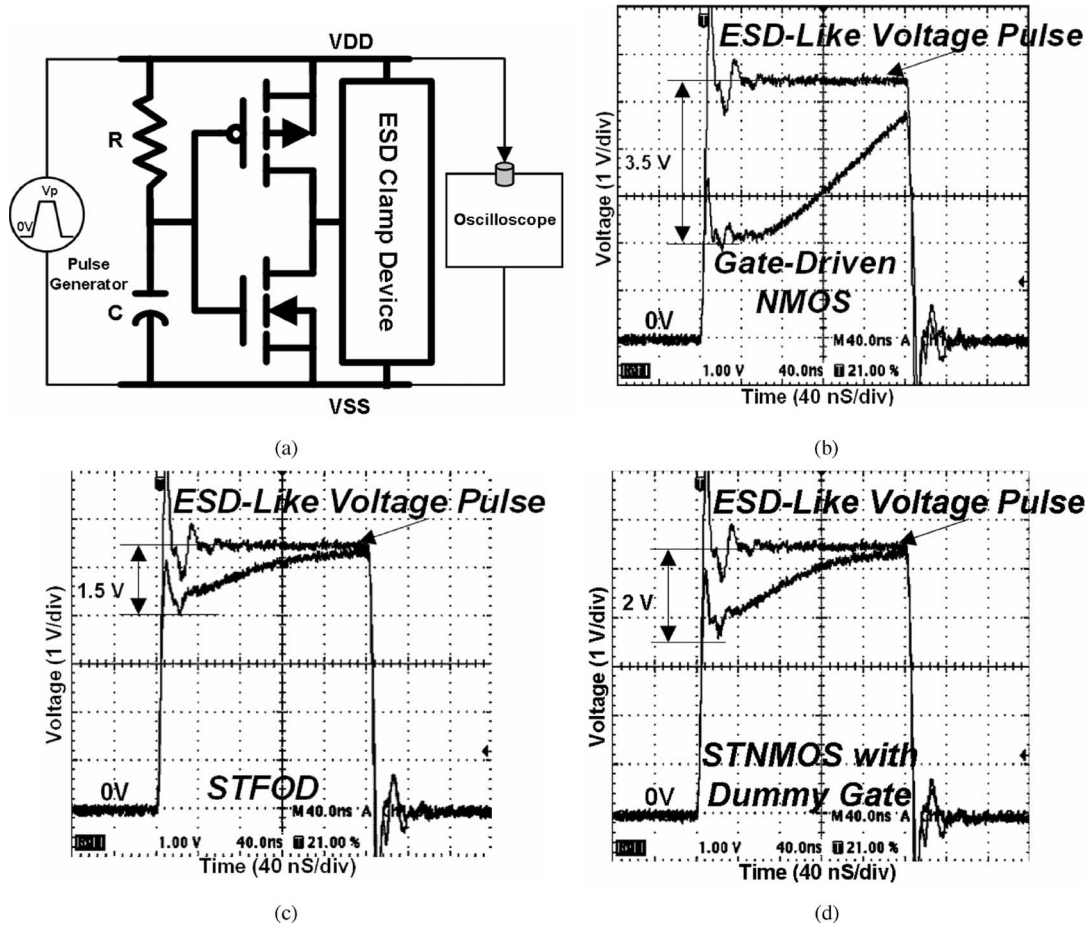 VDD
R
C
Vp
0V
Pulse
Generator
ESD Clamp Device
Oscilloscope
VSS
(a)
T
ESD-Like Voltage Pulse
3.5 V
Gate-Driven
NMOS
0V
M 40.0ns A
1.00 V 40.0ns T 21.00 %
Voltage (1 V/div)
Time (40 nS/div)
(b)
ESD-Like Voltage Pulse
1.5 V
STFOD
0V
M 40.0ns A
1.00 V 40.0ns T 21.00 %
Voltage (1 V/div)
Time (40 nS/div)
(c)
T
ESD-Like Voltage Pulse
2 V
STNMOS with
Dummy Gate
0V
M 40.0ns A
1.00 V 40.0ns T 21.00 %
Voltage (1 V/div)
Time (40 nS/div)
(d)